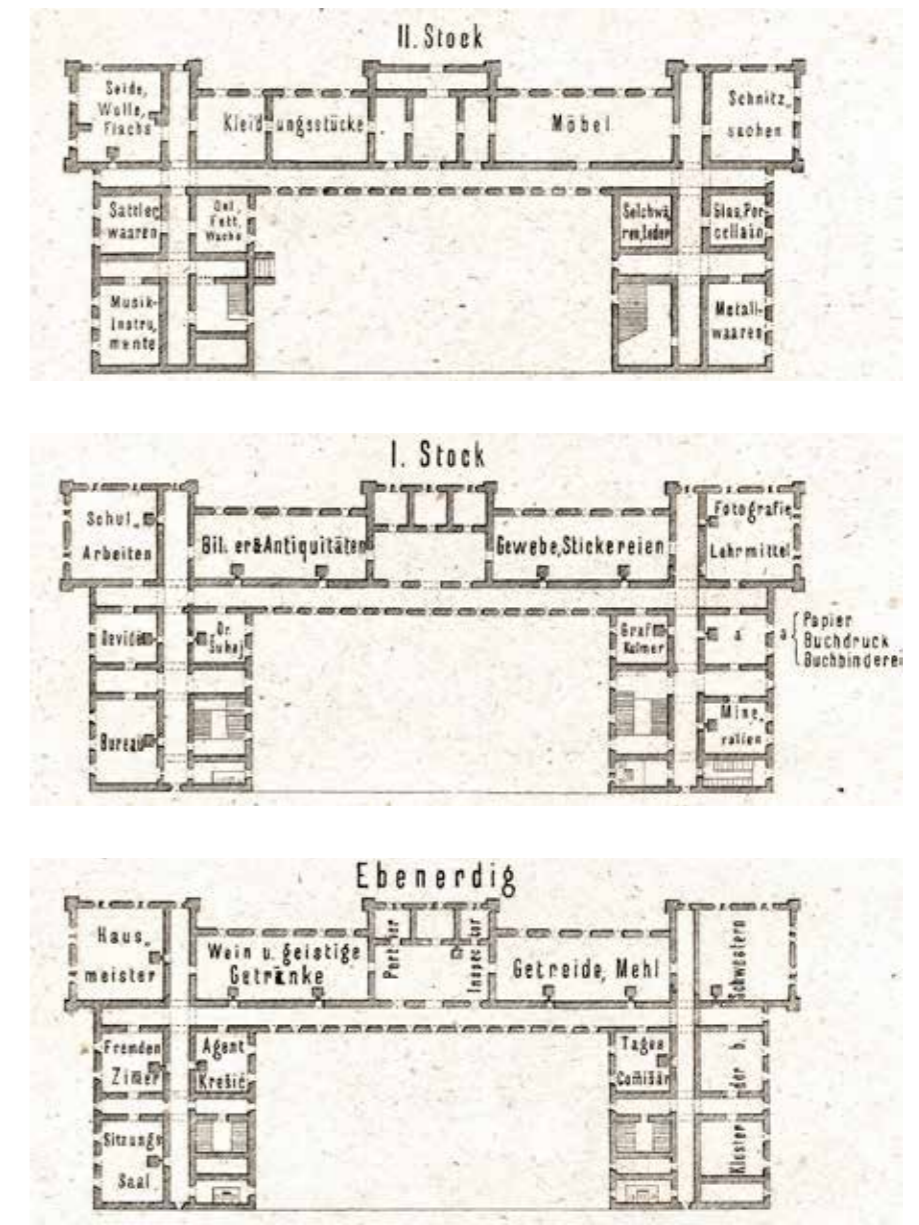 II. Stock
Seide,
Wolle,
Flachs
Kleidungsstücke
Möbel
Schnitz-
sachen
Sattler
waaren
Oel,
Fett,
Wachs
Selchwa
ren, Leder
Glas, Por-
cellain
Musik-
Instru,
mente
Metall-
waaren
I. Stock
Schul-
Arbeiten
Bil. er & Antiquitäten
Gewebe, Stickereien
Fotografie
Lehrmittel
Devidé
Dr.
Suhaj
Graf
Kulmer
a
a { Papier
Buchdruck
Buchbinderei
Bureau
Mine-
ralien
Ebenerdig
Haus-
meister
Wein u. geistige
Getränke
Portier
Inspector
Getreide, Mehl
Kloster der b. Schwestern
Fremden
Zimer
Agent
Krešić
Tages
Comisär
Sitzungs
Saal